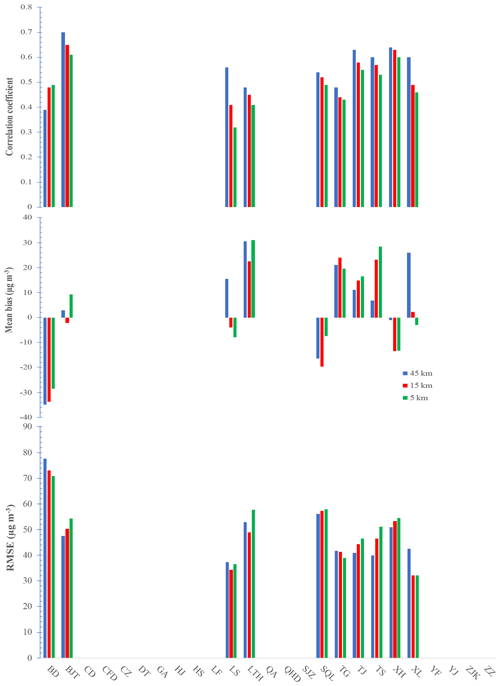 0.8
0.7
0.6
0.5
0.4
0.3
0.2
0.1
0
Correlation coefficient
40
30
20
10
0
-10
-20
-30
-40
Mean bias (μg m⁻³)
45 km
15 km
5 km
90
80
70
60
50
40
30
20
10
0
RMSE (μg m⁻³)
BD
BJT
CD
CFD
CZ
DT
GA
HJ
HS
LF
LS
LTH
QA
QHD
SJZ
SQL
TG
TJ
TS
XH
XL
YF
YJ
ZJK
ZZ